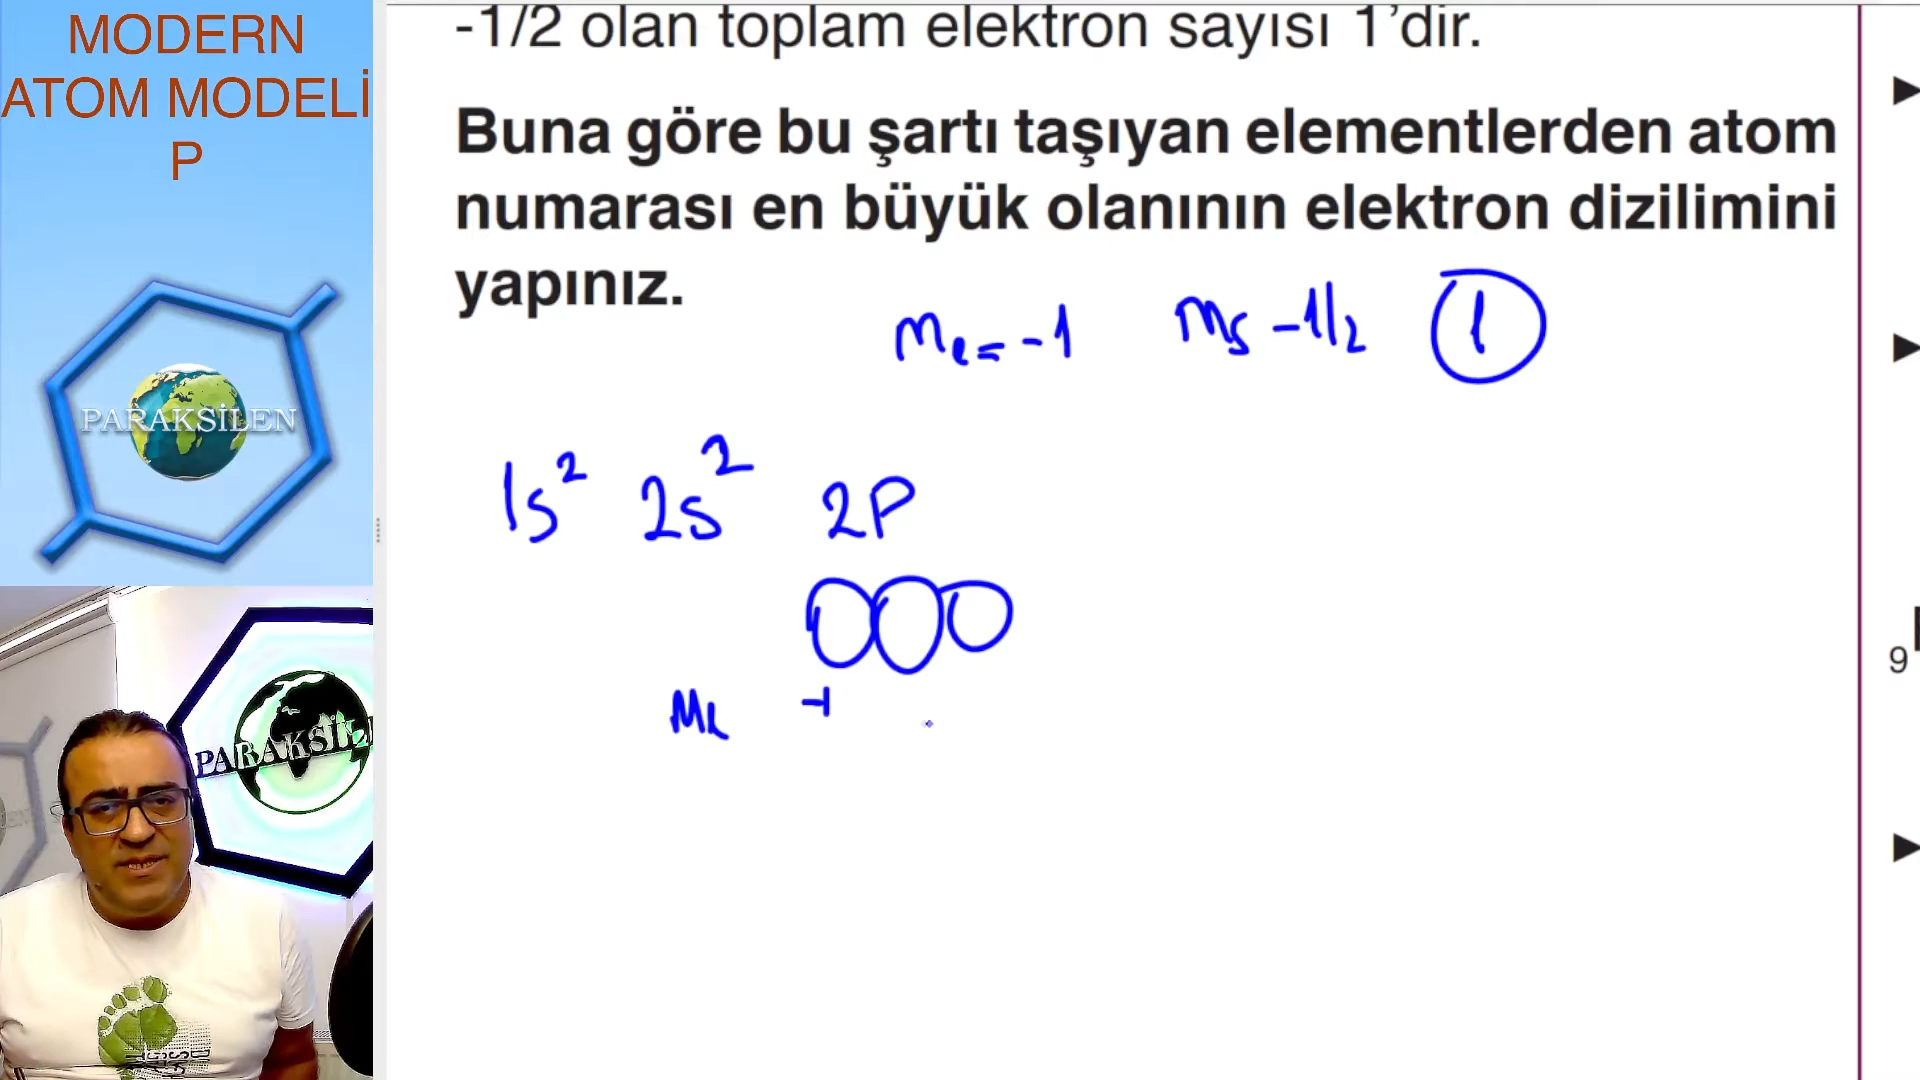 MODERN
ATOM MODELİ
P
PARAKSİLEN
-1/2 olan toplam elektron sayısı 1’dir.
Buna göre bu şartı taşıyan elementlerden atom
numarası en büyük olanının elektron dizilimini
yapınız.
mℓ = -1 ms -1/2 1
1s² 2s² 2P
mℓ -1
9